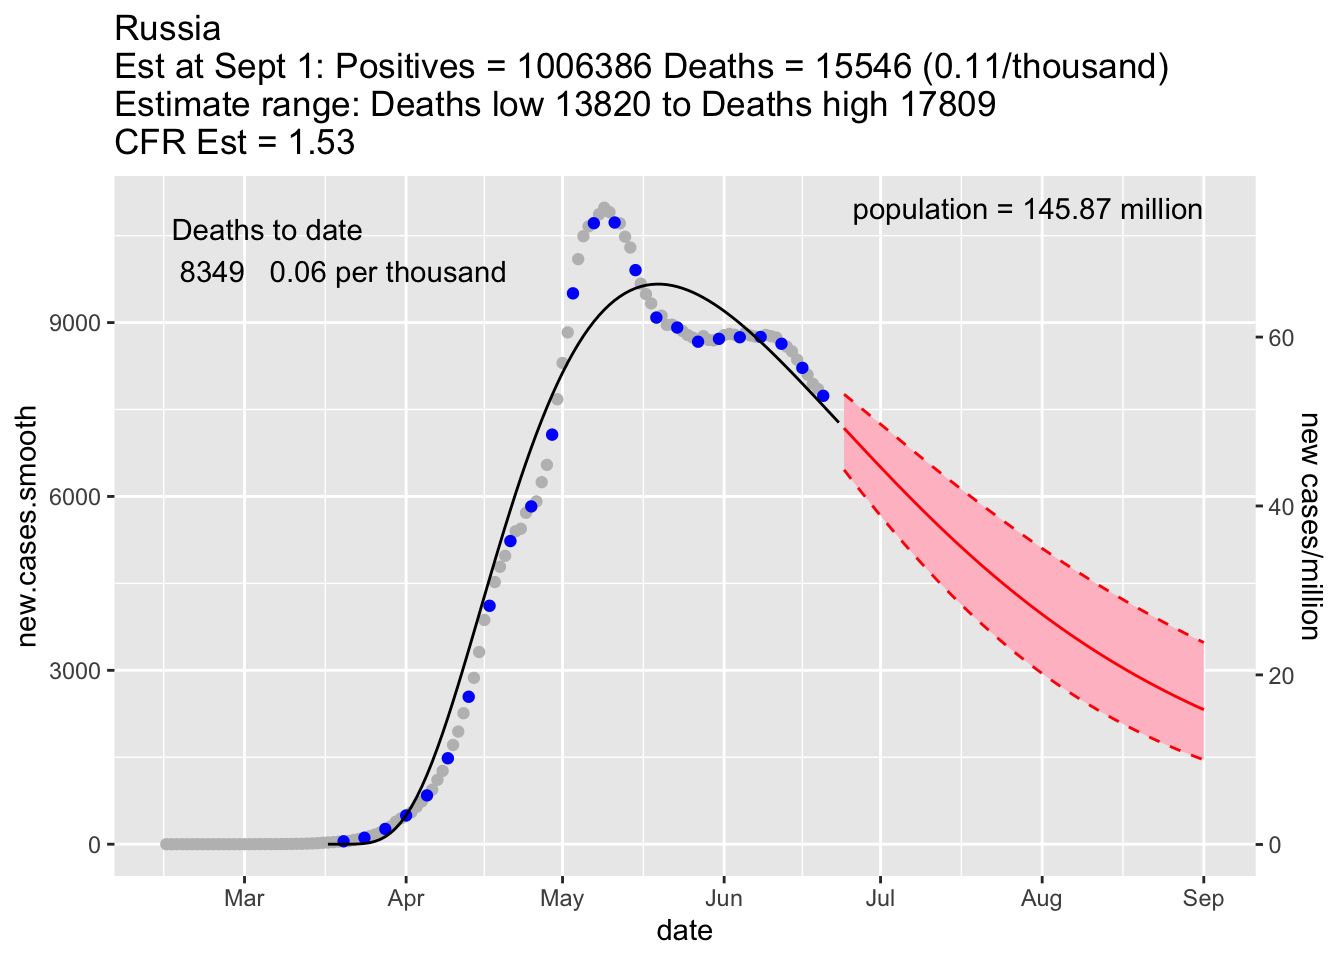 Russia
Est at Sept 1: Positives = 1006386 Deaths = 15546 (0.11/thousand)
Estimate range: Deaths low 13820 to Deaths high 17809
CFR Est = 1.53
Deaths to date
8349 0.06 per thousand
population = 145.87 million
new.cases.smooth
9000
6000
3000
0
60
40
20
0
new cases/million
Mar Apr May Jun Jul Aug Sep
date